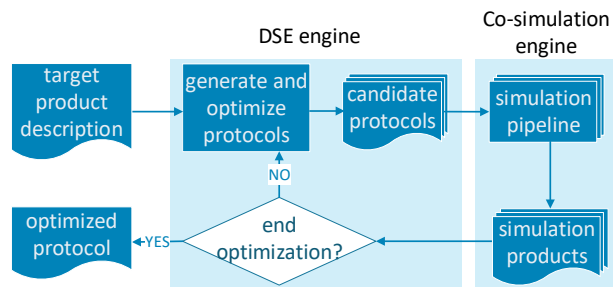 DSE engine
Co-simulation
engine
target
product
description
generate and
optimize
protocols
candidate
protocols
simulation
pipeline
NO
optimized
protocol
YES
end
optimization?
simulation
products